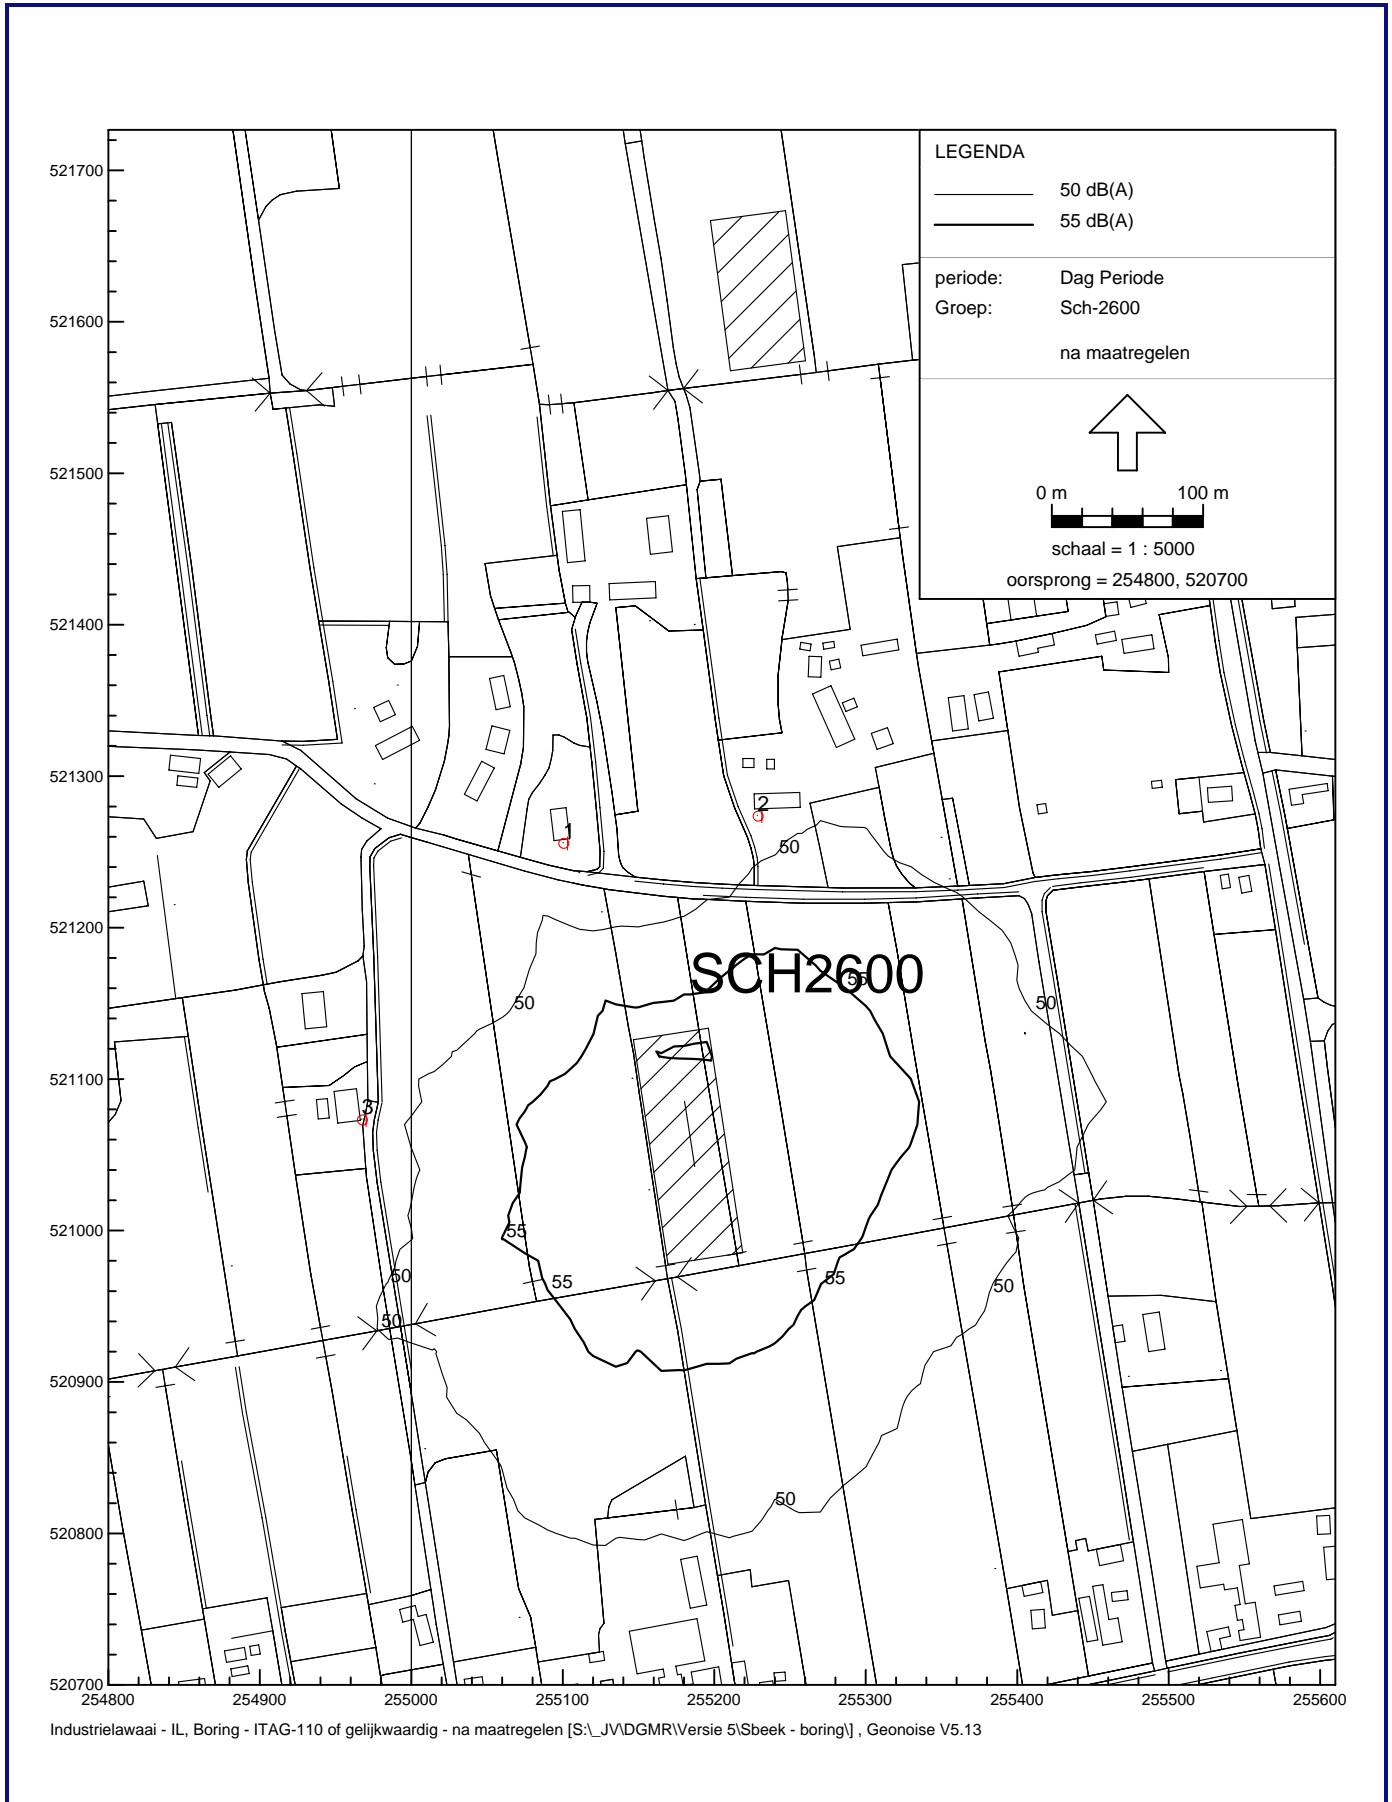 LEGENDA
50 dB(A)
55 dB(A)
periode: Dag Periode
Groep: Sch-2600
na maatregelen
0 m 100 m
schaal = 1 : 5000
oorsprong = 254800, 520700
521700
521600
521500
521400
521300
521200
521100
521000
520900
520800
520700
2
1
50
SCH2600
55
50
50
3
55
50
55
55
50
50
50
254800 254900 255000 255100 255200 255300 255400 255500 255600
Industrielawaai - IL, Boring - ITAG-110 of gelijkwaardig - na maatregelen [S:\_JV\DGMR\Versie 5\Sbeek - boring\] , Geonoise V5.13